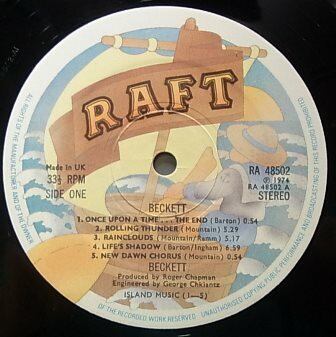 RAFT
ALL RIGHTS OF THE MANUFACTURER AND OF THE OWNER
OF THE RECORDED WORK RESERVED · UNAUTHORISED COPYING, PUBLIC PERFORMANCE AND BROADCASTING OF THIS RECORD PROHIBITED
Made in UK
33⅓ RPM
SIDE ONE
RA 48502
℗ 1974
RA 48502 A
STEREO
BECKETT
1. ONCE UPON A TIME . . . THE END (Barton) 0.54
2. ROLLING THUNDER (Mountain) 5.29
3. RAINCLOUDS (Mountain/Ramm) 5.17
4. LIFE'S SHADOW (Barton/Ingham) 6.59
5. NEW DAWN CHORUS (Mountain) 0.54
BECKETT
Produced by Roger Chapman
Engineered by George Chkiantz
ISLAND MUSIC (1—5)